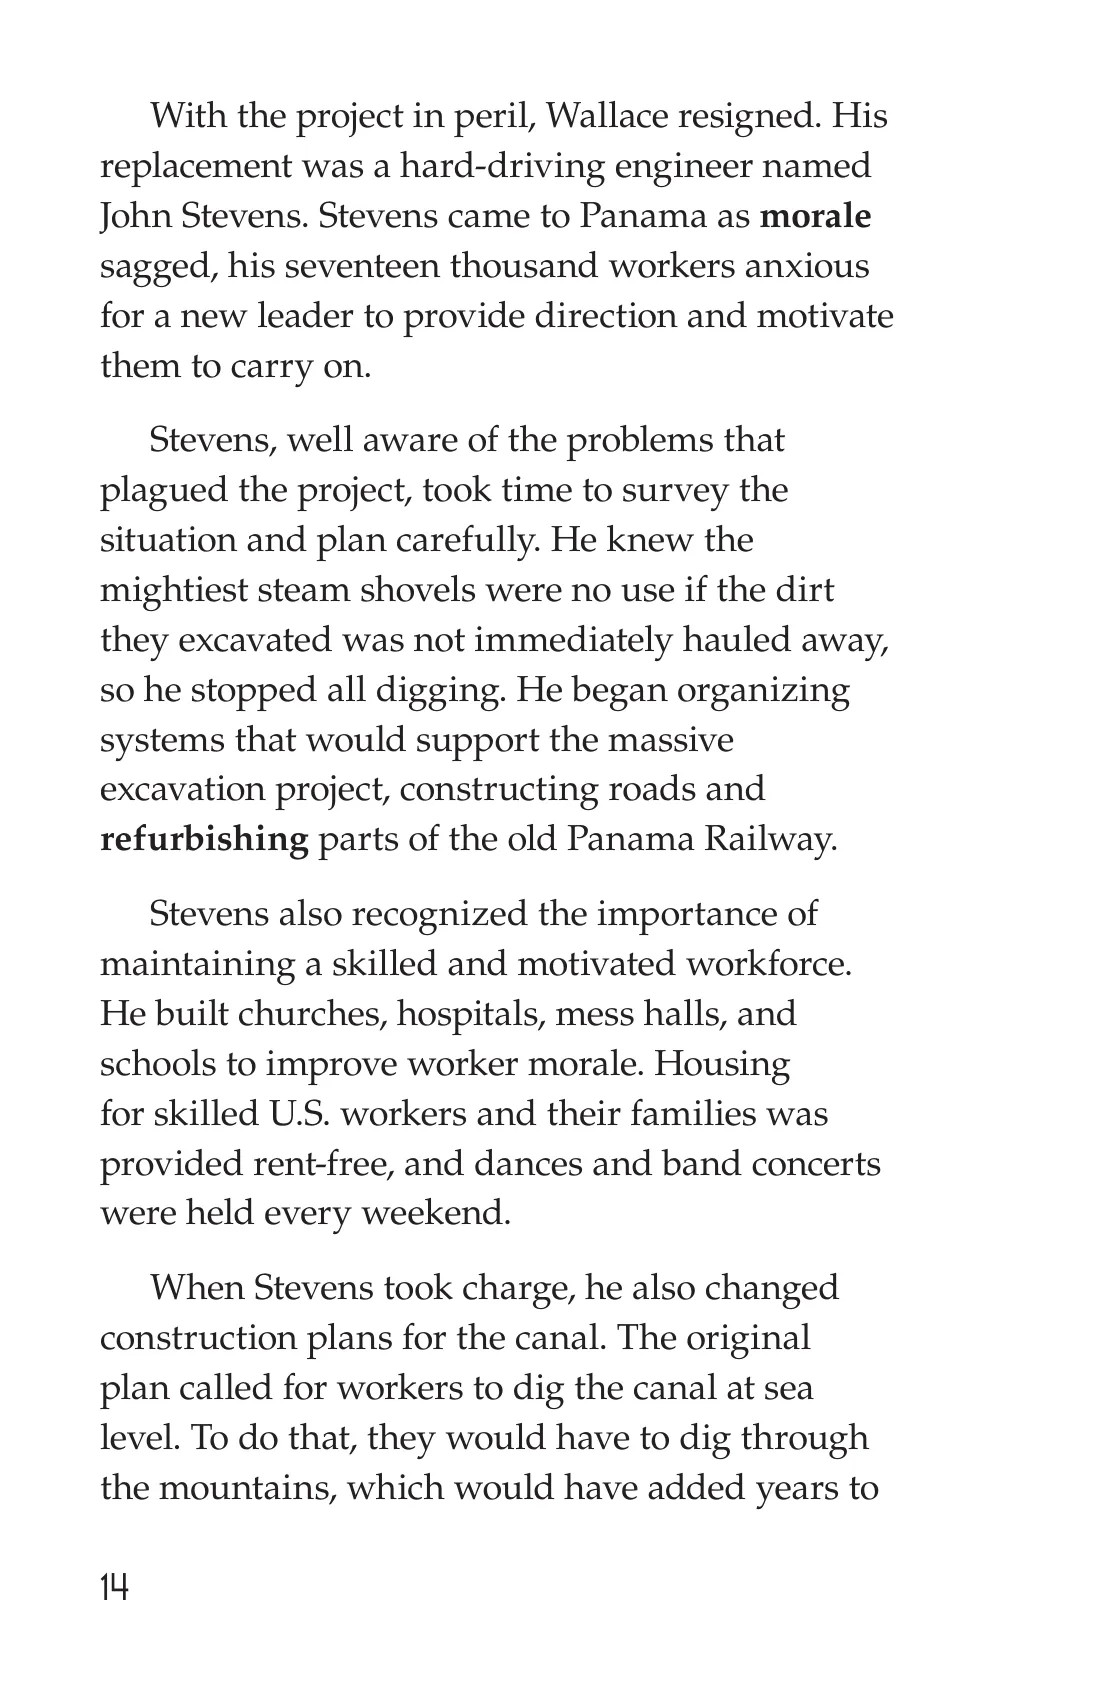 With the project in peril, Wallace resigned. His
replacement was a hard-driving engineer named
John Stevens. Stevens came to Panama as morale
sagged, his seventeen thousand workers anxious
for a new leader to provide direction and motivate
them to carry on.
Stevens, well aware of the problems that
plagued the project, took time to survey the
situation and plan carefully. He knew the
mightiest steam shovels were no use if the dirt
they excavated was not immediately hauled away,
so he stopped all digging. He began organizing
systems that would support the massive
excavation project, constructing roads and
refurbishing parts of the old Panama Railway.
Stevens also recognized the importance of
maintaining a skilled and motivated workforce.
He built churches, hospitals, mess halls, and
schools to improve worker morale. Housing
for skilled U.S. workers and their families was
provided rent-free, and dances and band concerts
were held every weekend.
When Stevens took charge, he also changed
construction plans for the canal. The original
plan called for workers to dig the canal at sea
level. To do that, they would have to dig through
the mountains, which would have added years to
14